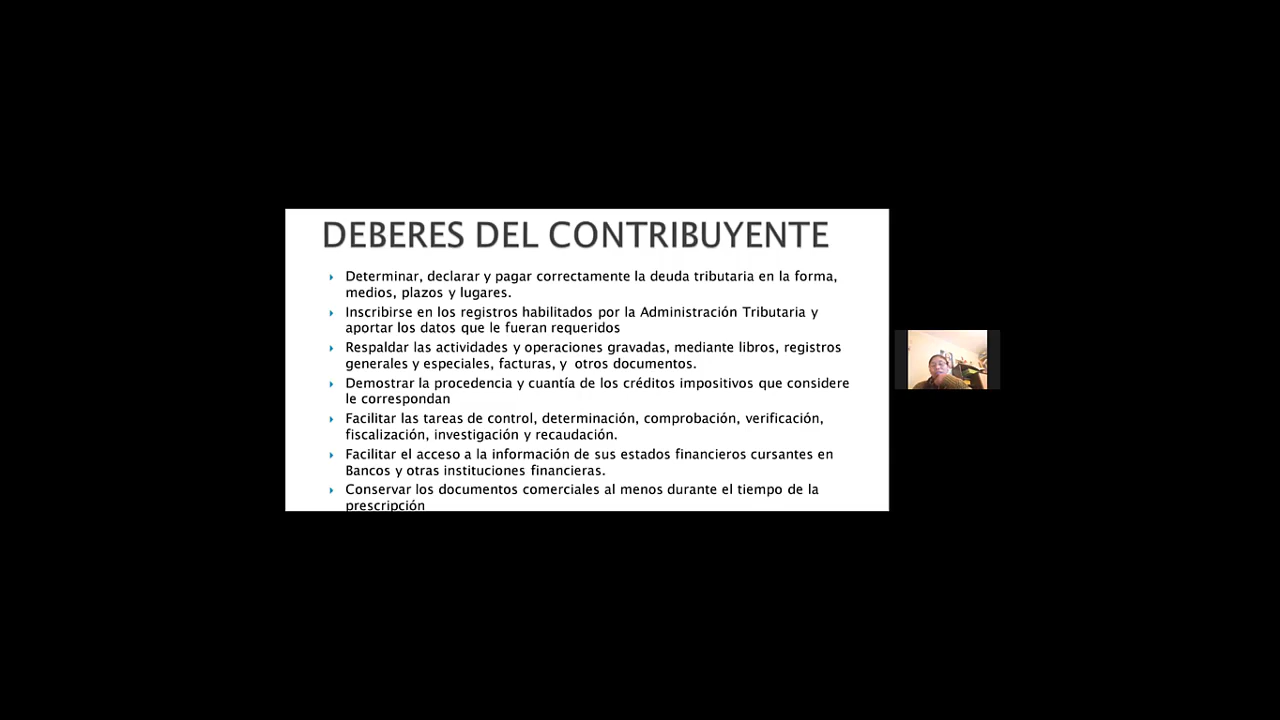 DEBERES DEL CONTRIBUYENTE
Determinar, declarar y pagar correctamente la deuda tributaria en la forma,
medios, plazos y lugares.
Inscribirse en los registros habilitados por la Administración Tributaria y
aportar los datos que le fueran requeridos
Respaldar las actividades y operaciones gravadas, mediante libros, registros
generales y especiales, facturas, y otros documentos.
Demostrar la procedencia y cuantía de los créditos impositivos que considere
le correspondan
Facilitar las tareas de control, determinación, comprobación, verificación,
fiscalización, investigación y recaudación.
Facilitar el acceso a la información de sus estados financieros cursantes en
Bancos y otras instituciones financieras.
Conservar los documentos comerciales al menos durante el tiempo de la
prescripción